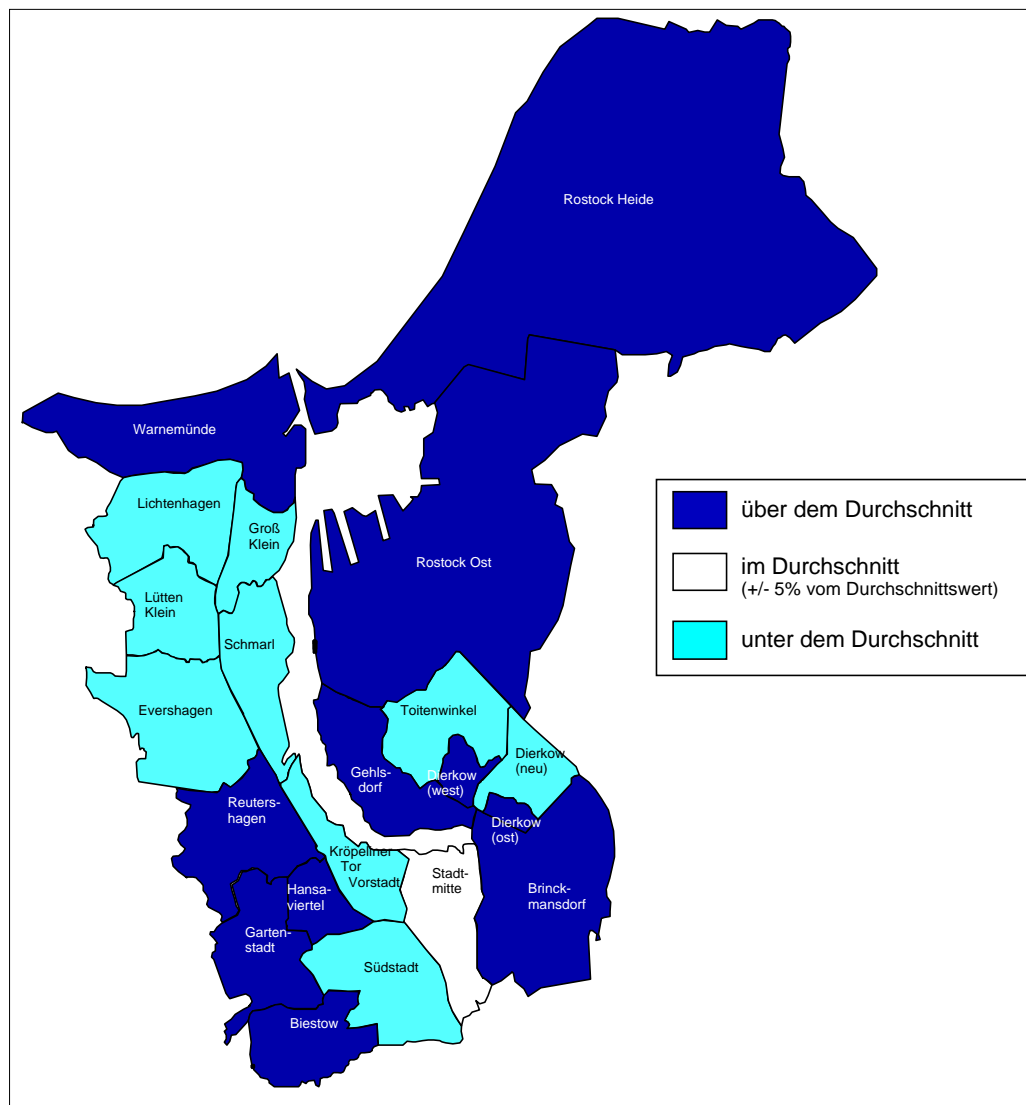 Rostock Heide
Warnemünde
Lichtenhagen
Groß
Klein
Rostock Ost
Lütten
Klein
Schmarl
Evershagen
Toitenwinkel
Dierkow
(neu)
Gehls-
dorf
Dierkow
(west)
Reuters-
hagen
Dierkow
(ost)
Kröpeliner
Tor
Vorstadt
Stadt-
mitte
Hansa-
viertel
Brinck-
mansdorf
Garten-
stadt
Südstadt
Biestow
über dem Durchschnitt
im Durchschnitt
(+/- 5% vom Durchschnittswert)
unter dem Durchschnitt